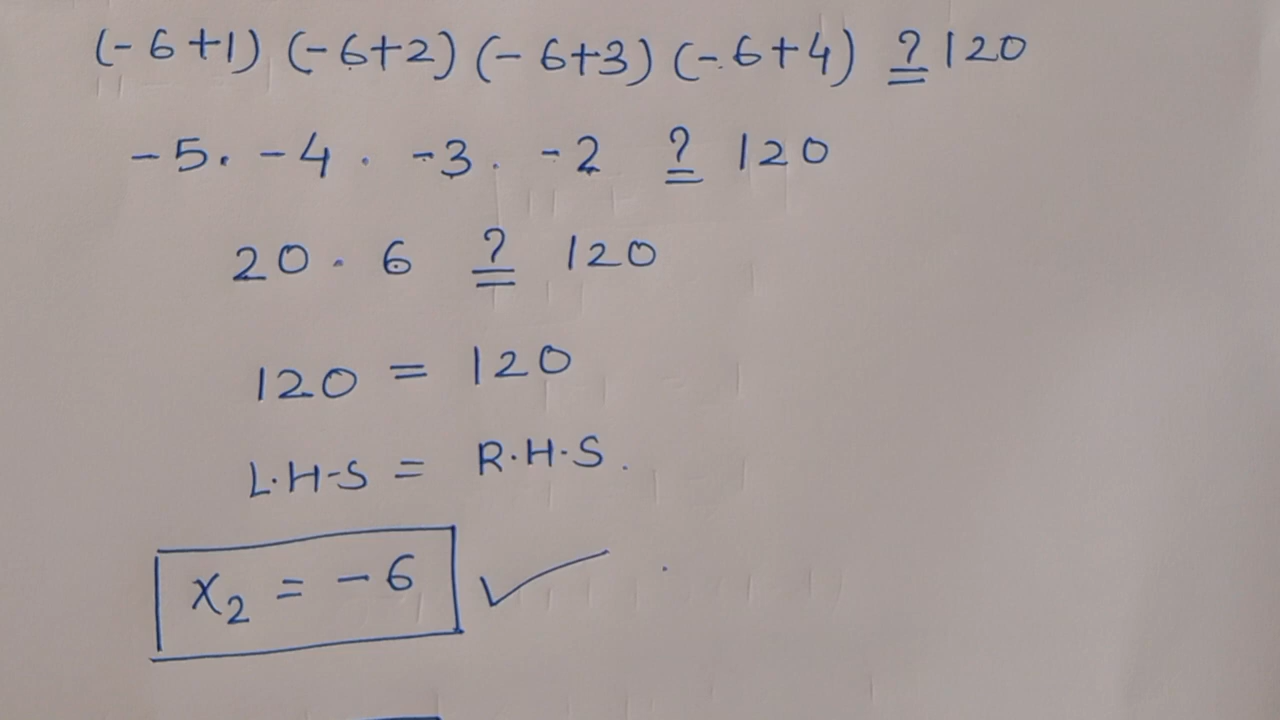 (-6+1) (-6+2) (-6+3) (-6+4) ≟ 120
-5. -4 . -3 . -2 ≟ 120
20 . 6 ≟ 120
120 = 120
L.H-S = R.H.S.
x₂ = -6 ✓